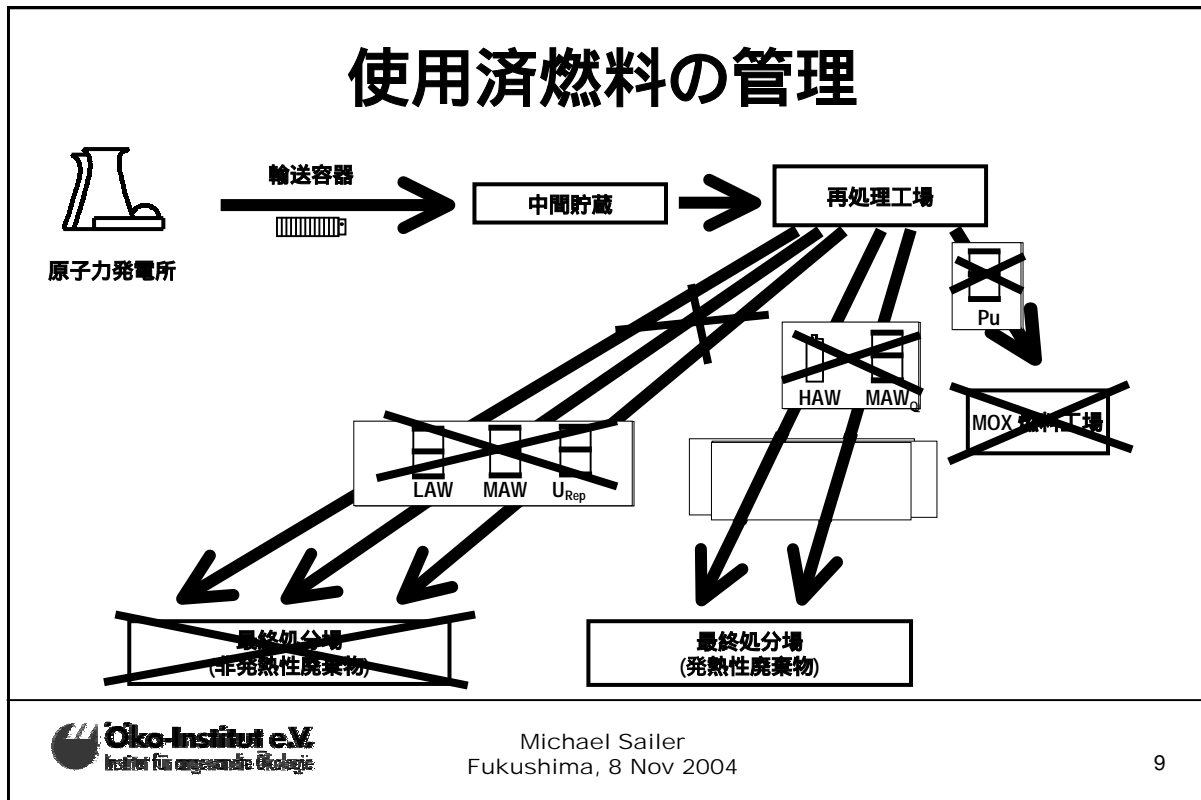 使用済燃料の管理
輸送容器
中間貯蔵
再処理工場
原子力発電所
Pu
HAW MAWQ
MOX 燃料工場
LAW MAW URep
最終処分場
(非発熱性廃棄物)
最終処分場
(発熱性廃棄物)
Öko-Institut e.V.
Institut für angewandte Ökologie
Michael Sailer
Fukushima, 8 Nov 2004
9